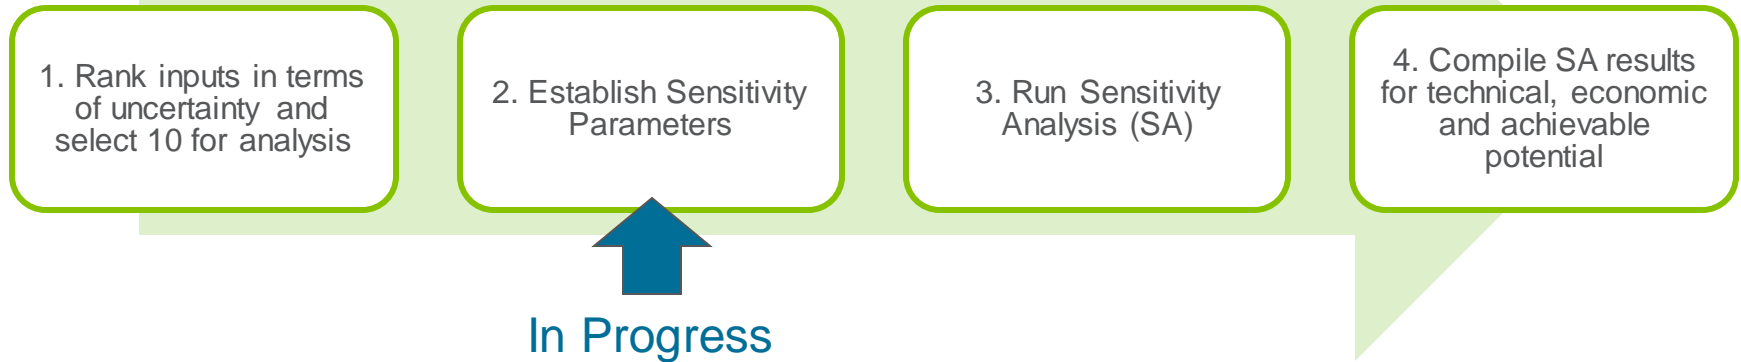 1. Rank inputs in terms
of uncertainty and
select 10 for analysis
2. Establish Sensitivity
Parameters
3. Run Sensitivity
Analysis (SA)
4. Compile SA results
for technical, economic
and achievable
potential
In Progress